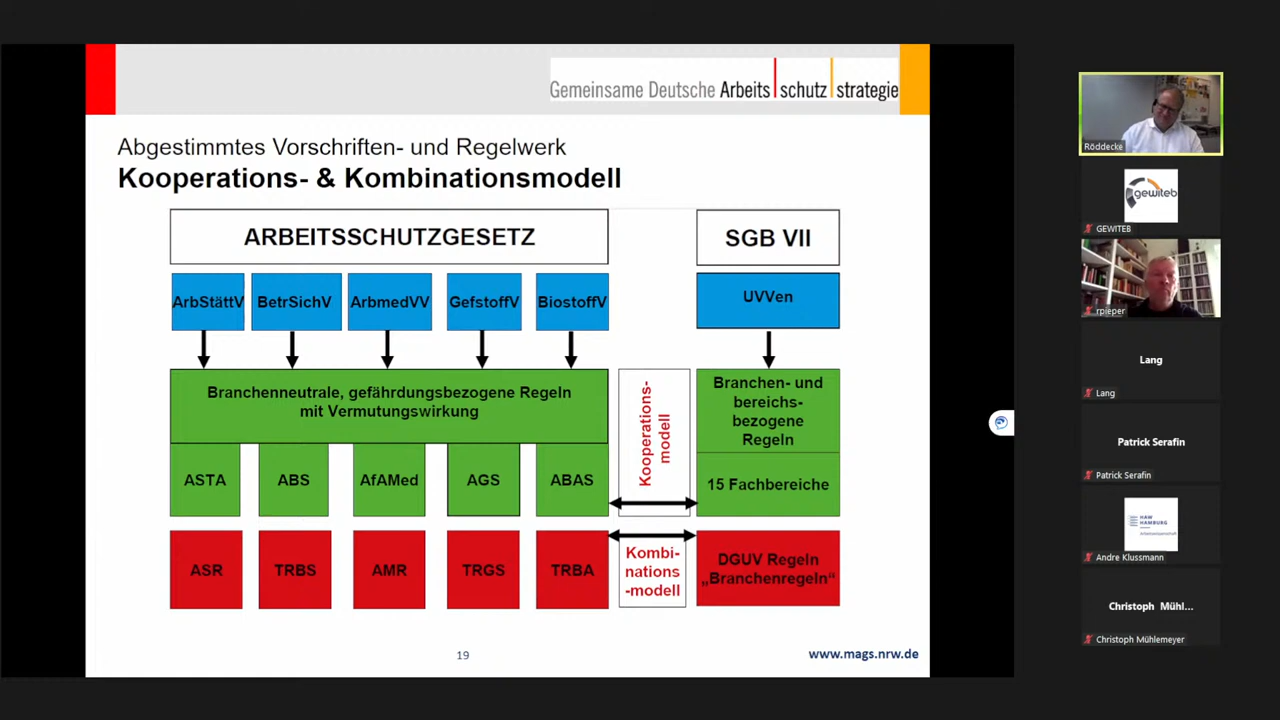 Gemeinsame Deutsche Arbeits schutz strategie
Abgestimmtes Vorschriften- und Regelwerk
Kooperations- & Kombinationsmodell
ARBEITSSCHUTZGESETZ
SGB VII
ArbStättV
BetrSichV
ArbmedVV
GefstoffV
BiostoffV
UVVen
Branchenneutrale, gefährdungsbezogene Regeln
mit Vermutungswirkung
Kooperations-
modell
Branchen- und
bereichs-
bezogene
Regeln
ASTA
ABS
AfAMed
AGS
ABAS
15 Fachbereiche
ASR
TRBS
AMR
TRGS
TRBA
Kombi-
nations
-modell
DGUV Regeln
„Branchenregeln“
19
www.mags.nrw.de
Röddecke
gewiteb
GEWITEB
rpieper
Lang
Lang
Patrick Serafin
Patrick Serafin
HAW
HAMBURG
Andre Klussmann
Christoph Mühl...
Christoph Mühlemeyer